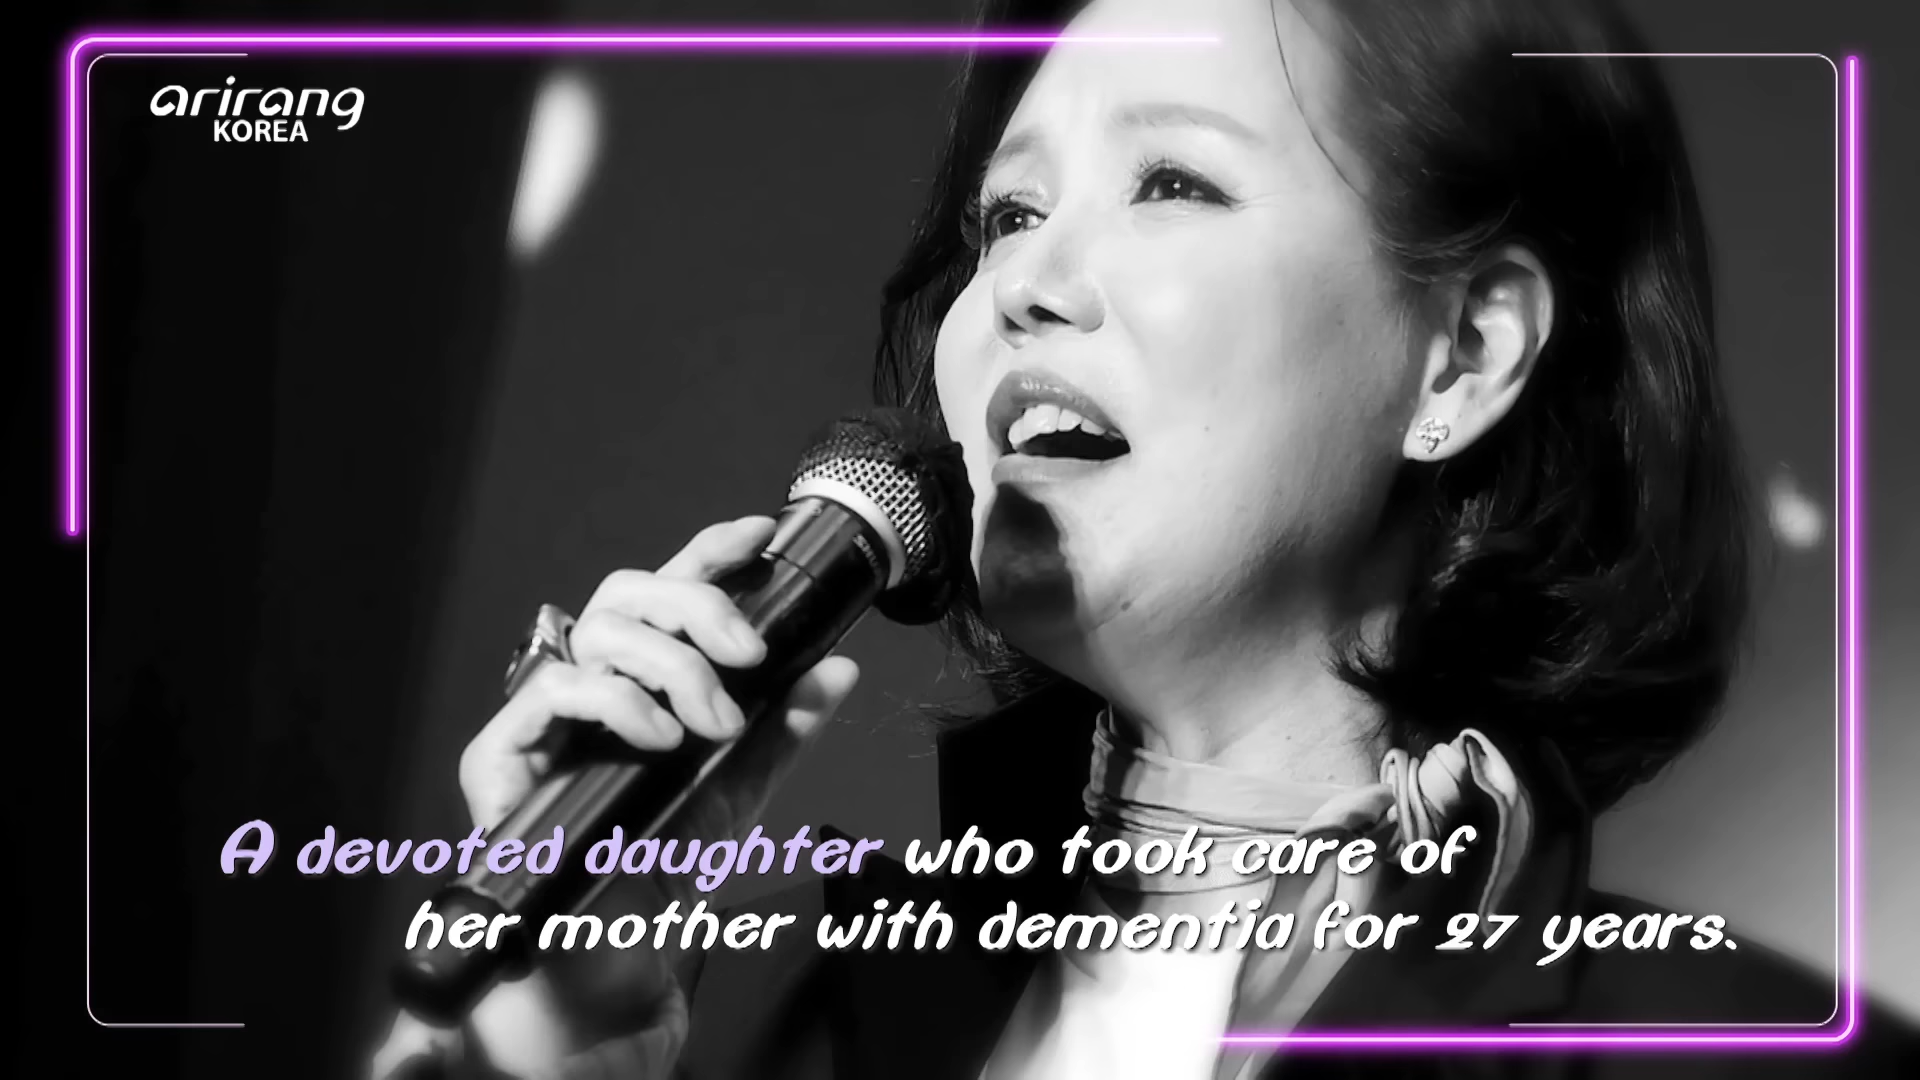 arirang
KOREA
A devoted daughter who took care of
her mother with dementia for 27 years.